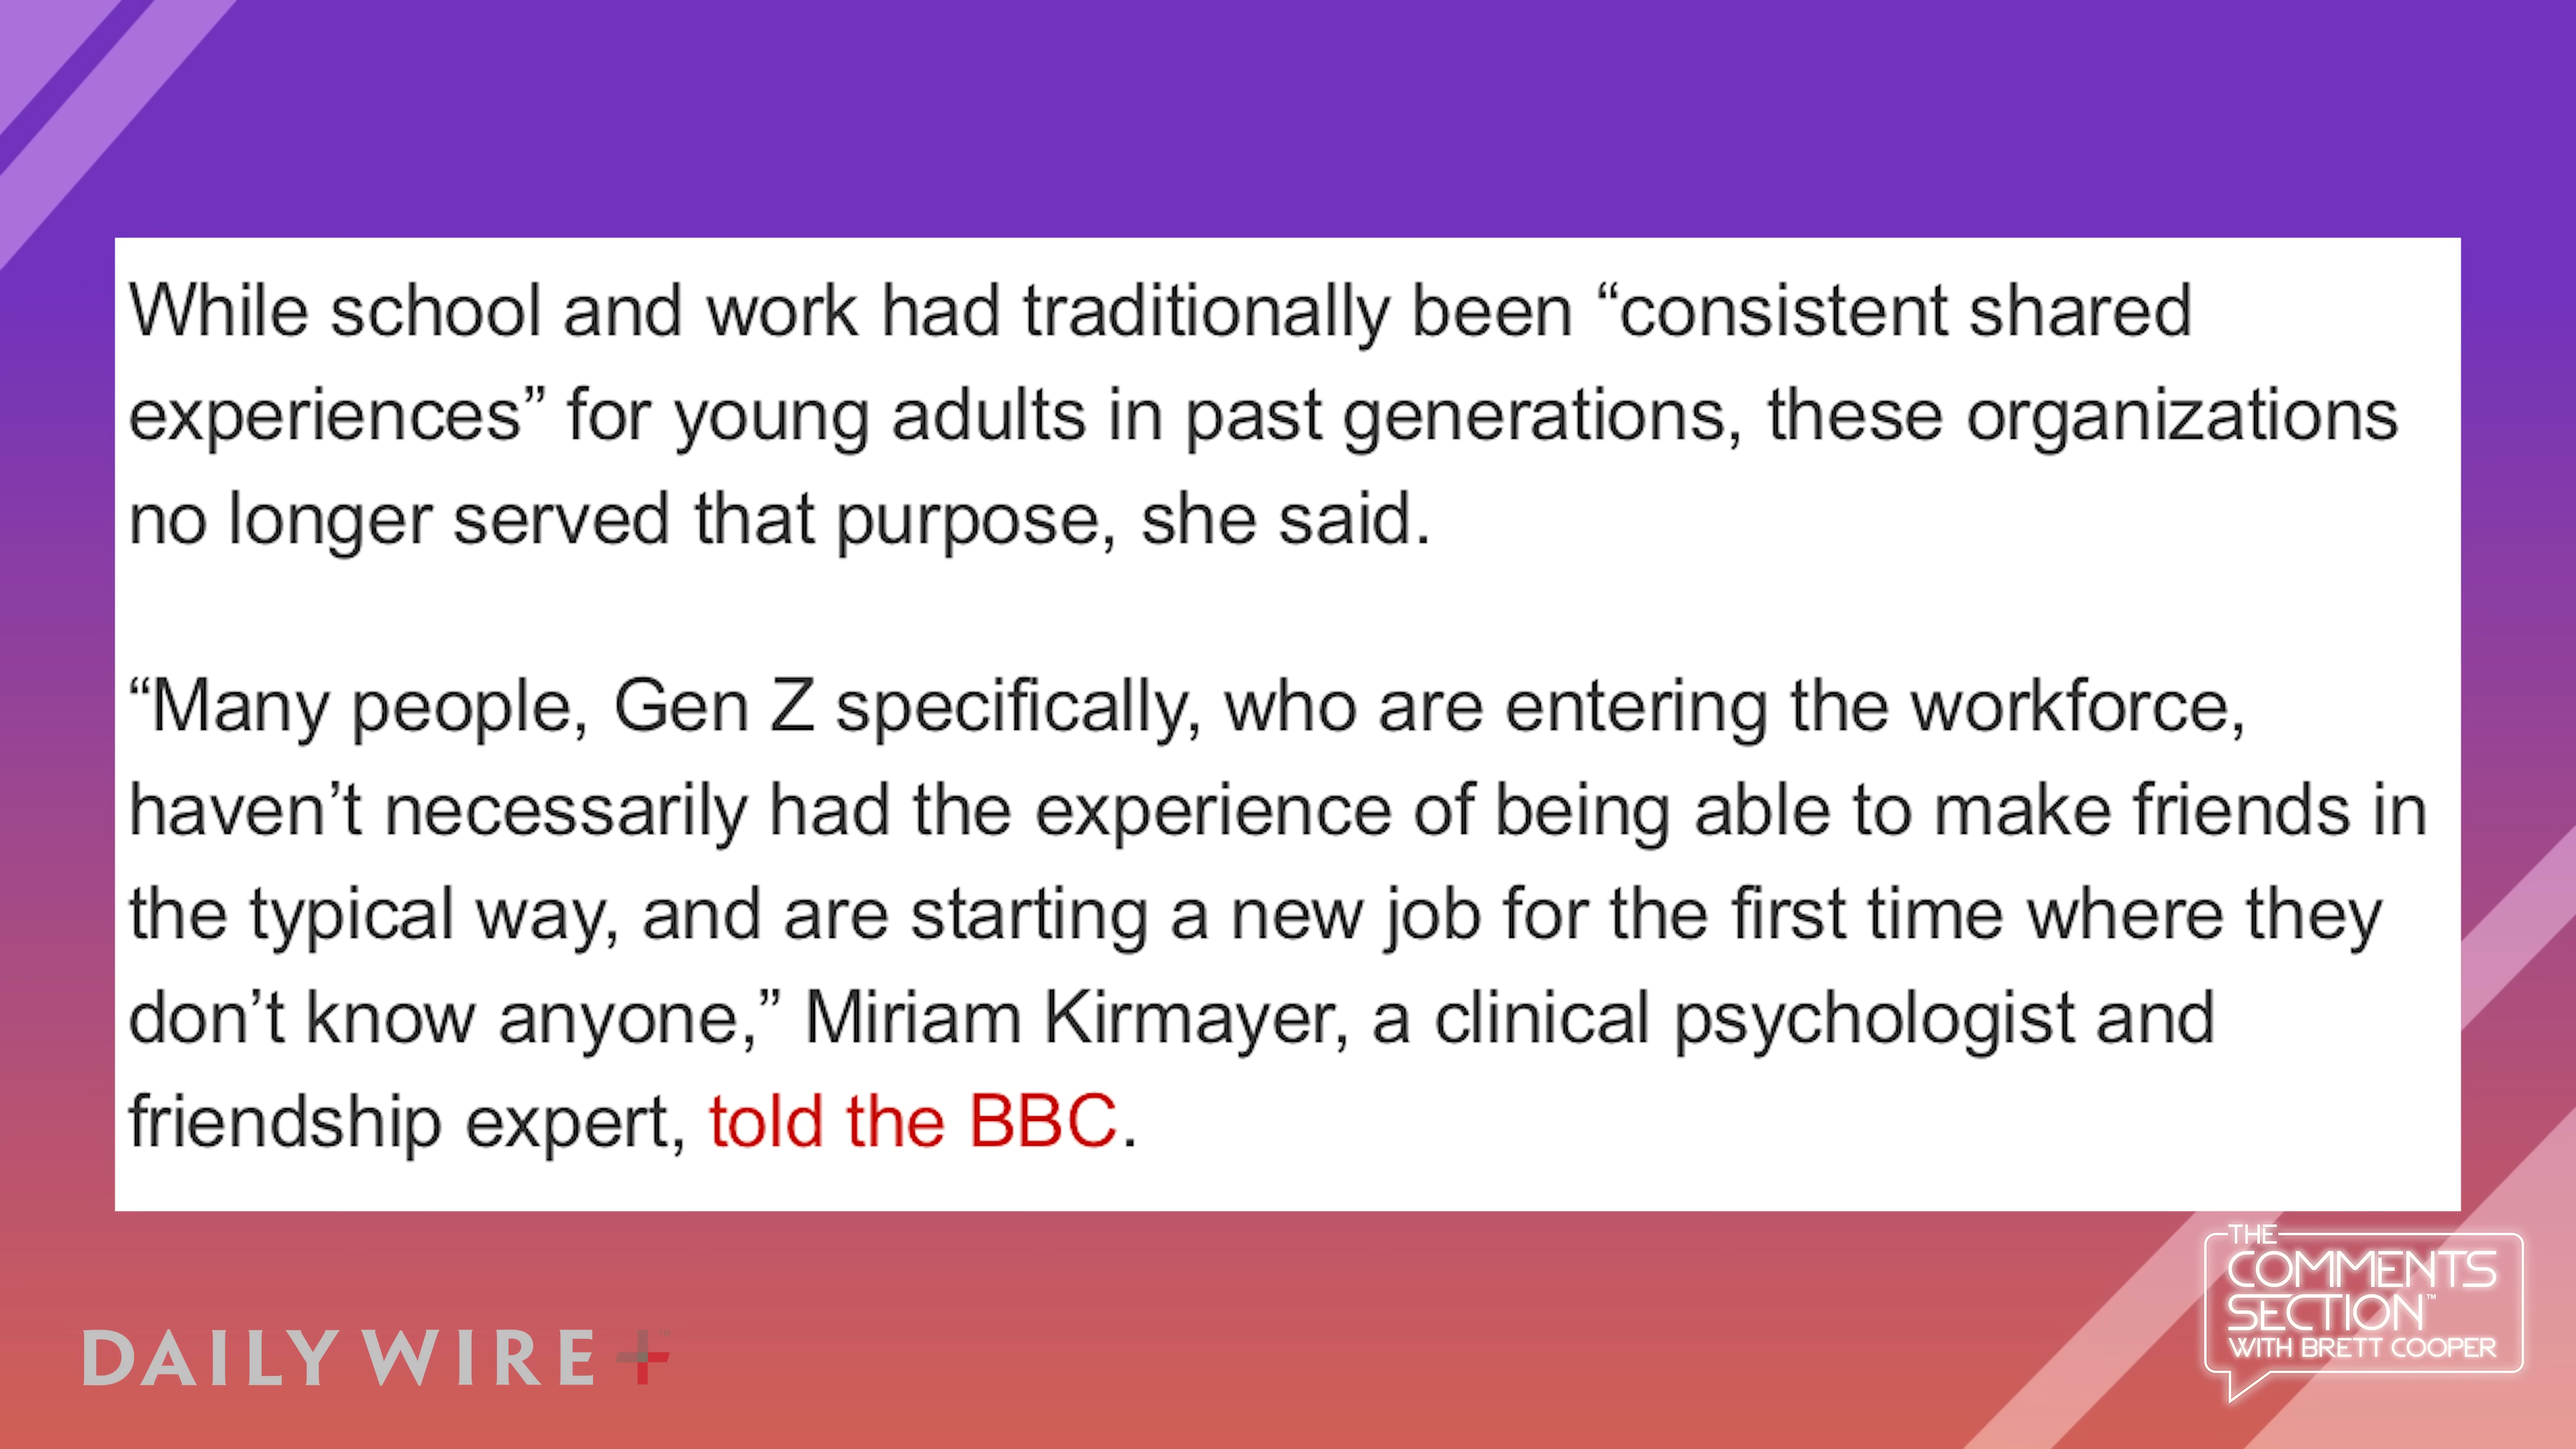 While school and work had traditionally been “consistent shared
experiences” for young adults in past generations, these organizations
no longer served that purpose, she said.
“Many people, Gen Z specifically, who are entering the workforce,
haven’t necessarily had the experience of being able to make friends in
the typical way, and are starting a new job for the first time where they
don’t know anyone,” Miriam Kirmayer, a clinical psychologist and
friendship expert, told the BBC.
DAILY WIRE +
THE
COMMENTS
SECTION™
WITH BRETT COOPER